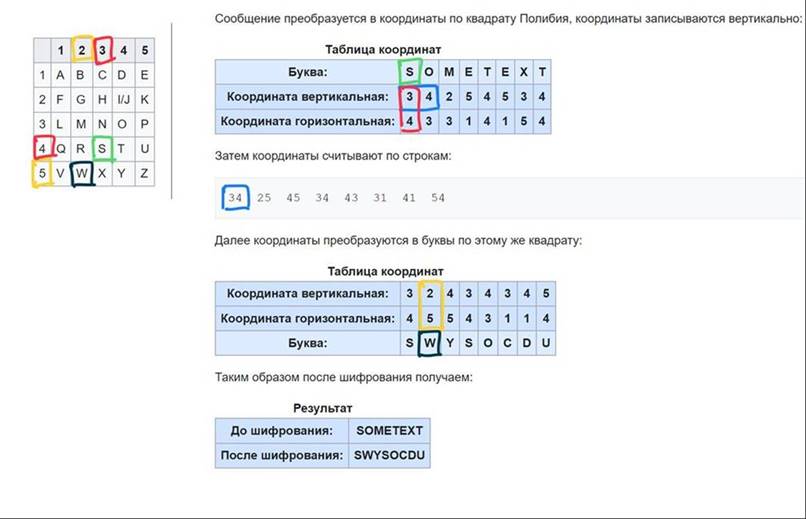 Сообщение преобразуется в координаты по квадрату Полибия, координаты записываются вертикально:
1 2 3 4 5
1 A B C D E
2 F G H I/J K
3 L M N O P
4 Q R S T U
5 V W X Y Z
Таблица координат
Буква: S O M E T E X T
Координата вертикальная: 3 4 2 5 4 5 3 4
Координата горизонтальная: 4 3 3 1 4 1 5 4
Затем координаты считывают по строкам:
34 25 45 34 43 31 41 54
Далее координаты преобразуются в буквы по этому же квадрату:
Таблица координат
Координата вертикальная: 3 2 4 3 4 3 4 5
Координата горизонтальная: 4 5 5 4 3 1 1 4
Буква: S W Y S O C D U
Таким образом после шифрования получаем:
Результат
До шифрования: SOMETEXT
После шифрования: SWYSOCDU